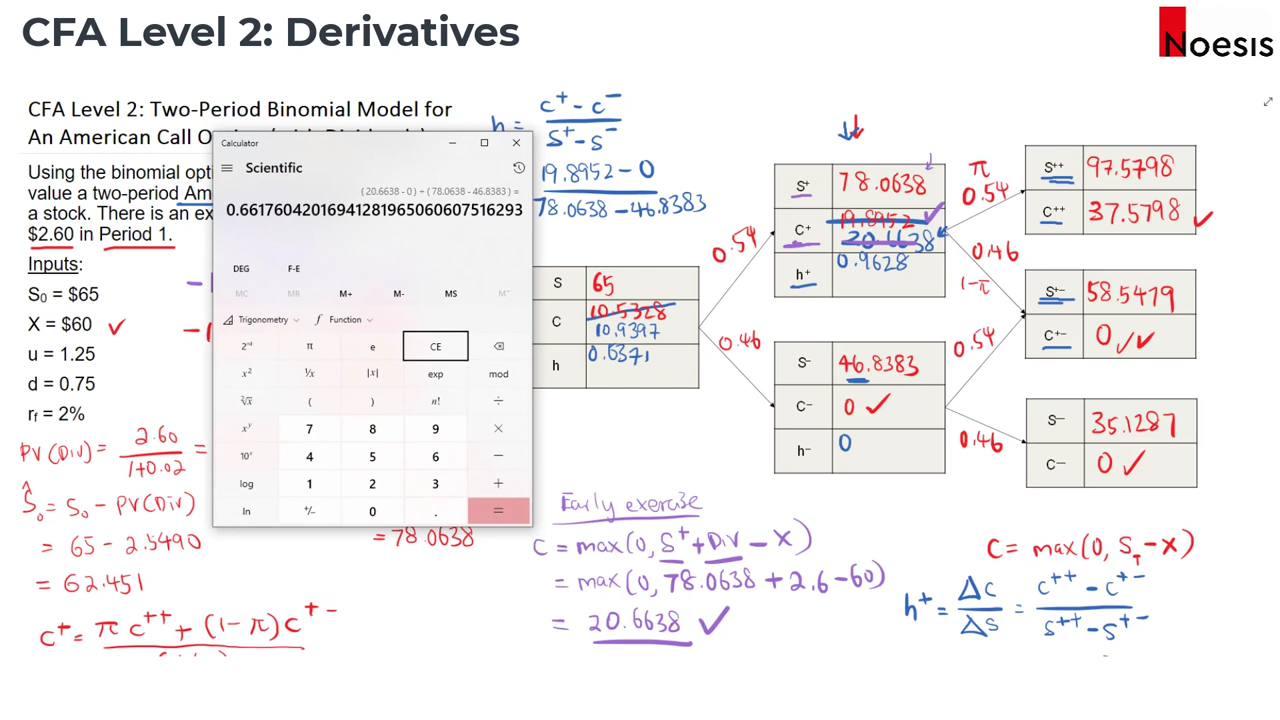 CFA Level 2: Derivatives
Noesis
CFA Level 2: Two-Period Binomial Model for
An American Call O
Using the binomial opt
value a two-period Am
a stock. There is an ex
$2.60 in Period 1.
Inputs:
S₀ = $65
X = $60 ✓
u = 1.25
d = 0.75
rf = 2%
PV(Div) = 2.60 / 1+0.02 =
Ŝ₀ = S₀ - PV(Div)
= 65 - 2.5490
= 62.451
c⁺ = π c⁺⁺ + (1-π) c⁺⁻
= 78.0638
h = c⁺ - c⁻ / S⁺ - S⁻
19.8952 - 0
78.0638 - 46.8383
Calculator
Scientific
(20.6638 - 0) ÷ (78.0638 - 46.8383) =
0.66176042016941281965060607516293
DEG F-E
MC MR M+ M- MS M˅
Trigonometry Function
2ⁿᵈ π e CE
x² ¹/x |x| exp mod
²√x ( ) n! ÷
xʸ 7 8 9 ×
10ˣ 4 5 6 −
log 1 2 3 +
ln +/− 0 . =
S 65
C 10.5328
10.9397
h 0.6371
0.54
0.46
S⁺ 78.0638
C⁺ 19.8952 ✓
20.6638
h⁺ 0.9628
S⁻ 46.8383
C⁻ 0 ✓
h⁻ 0
π
0.54
0.46
1-π
0.54
0.46
S⁺⁺ 97.5798
C⁺⁺ 37.5798 ✓
S⁺⁻ 58.5479
C⁺⁻ 0 ✓✓
S⁻⁻ 35.1287
C⁻⁻ 0 ✓
Early exercise
C = max(0, S⁺ + Div - X)
= max(0, 78.0638 + 2.6 - 60)
= 20.6638 ✓
C = max(0, S_T - X)
h⁺ = ΔC / ΔS = C⁺⁺ - C⁺⁻ / S⁺⁺ - S⁺⁻